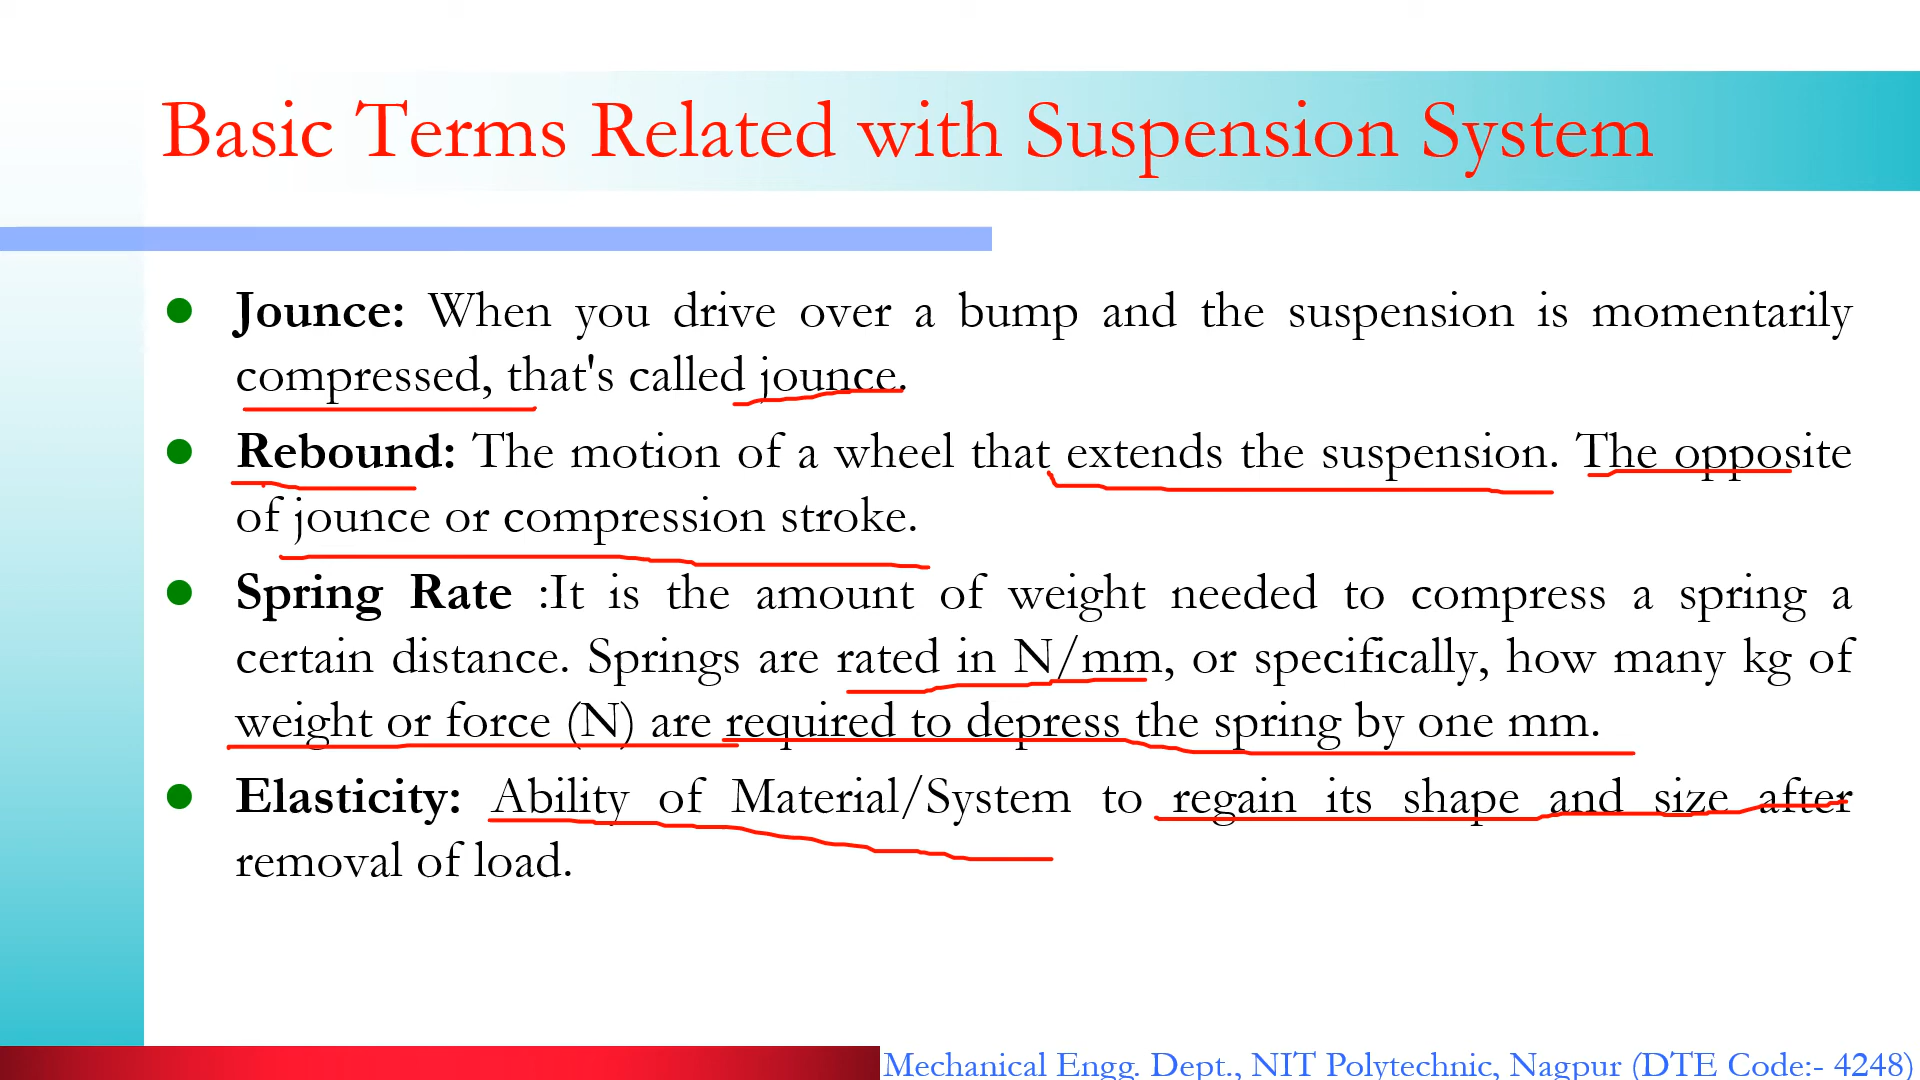 Basic Terms Related with Suspension System
Jounce: When you drive over a bump and the suspension is momentarily
compressed, that's called jounce.
Rebound: The motion of a wheel that extends the suspension. The opposite
of jounce or compression stroke.
Spring Rate :It is the amount of weight needed to compress a spring a
certain distance. Springs are rated in N/mm, or specifically, how many kg of
weight or force (N) are required to depress the spring by one mm.
Elasticity: Ability of Material/System to regain its shape and size after
removal of load.
Mechanical Engg. Dept., NIT Polytechnic, Nagpur (DTE Code:- 4248)